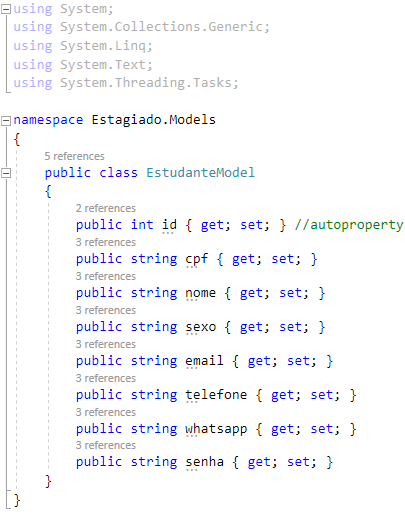 using System;
using System.Collections.Generic;
using System.Linq;
using System.Text;
using System.Threading.Tasks;
namespace Estagiado.Models
{
5 references
public class EstudanteModel
{
2 references
public int id { get; set; } //autoproperty
3 references
public string cpf { get; set; }
3 references
public string nome { get; set; }
3 references
public string sexo { get; set; }
3 references
public string email { get; set; }
3 references
public string telefone { get; set; }
3 references
public string whatsapp { get; set; }
3 references
public string senha { get; set; }
}
}